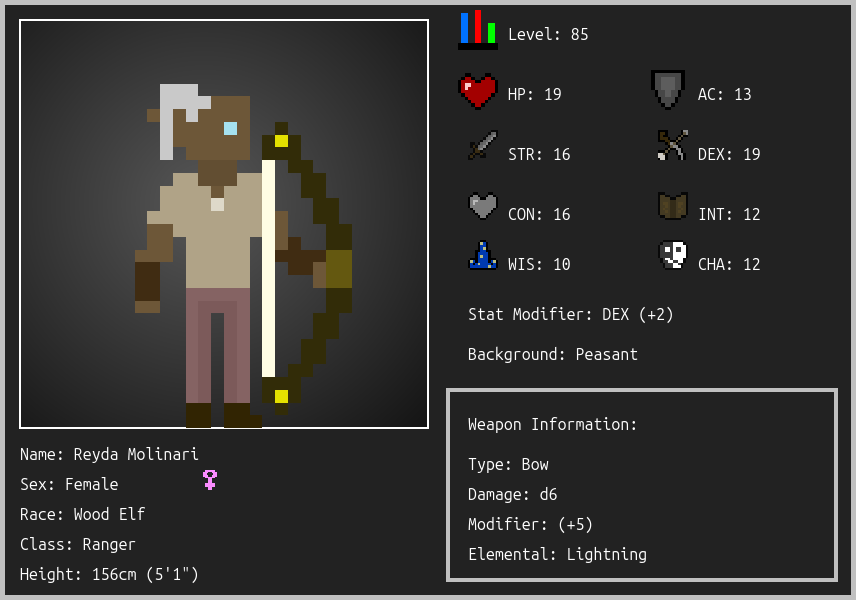 Level: 85
HP: 19
AC: 13
STR: 16
DEX: 19
CON: 16
INT: 12
WIS: 10
CHA: 12
Stat Modifier: DEX (+2)
Background: Peasant
Weapon Information:
Type: Bow
Damage: d6
Modifier: (+5)
Elemental: Lightning
Name: Reyda Molinari
Sex: Female
Race: Wood Elf
Class: Ranger
Height: 156cm (5'1")